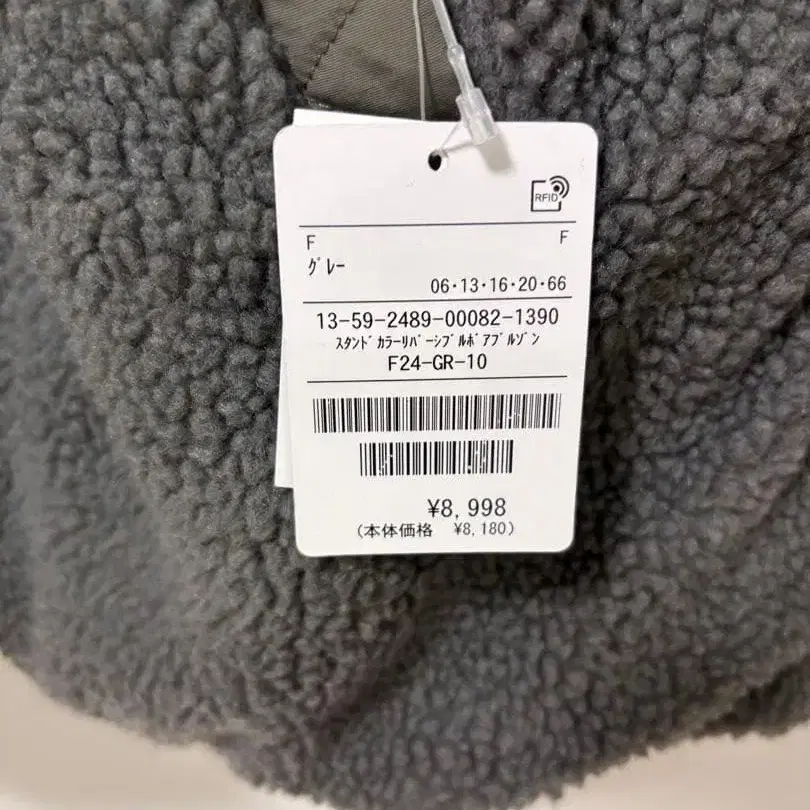 RFID
F F
ｸﾞﾚｰ
06・13・16・20・66
13-59-2489-00082-1390
ｽﾀﾝﾄﾞｶﾗｰﾘﾊﾞｰｼﾌﾞﾙﾎﾞｱﾌﾞﾙｿﾞﾝ
F24-GR-10
¥8,998
(本体価格 ¥8,180)